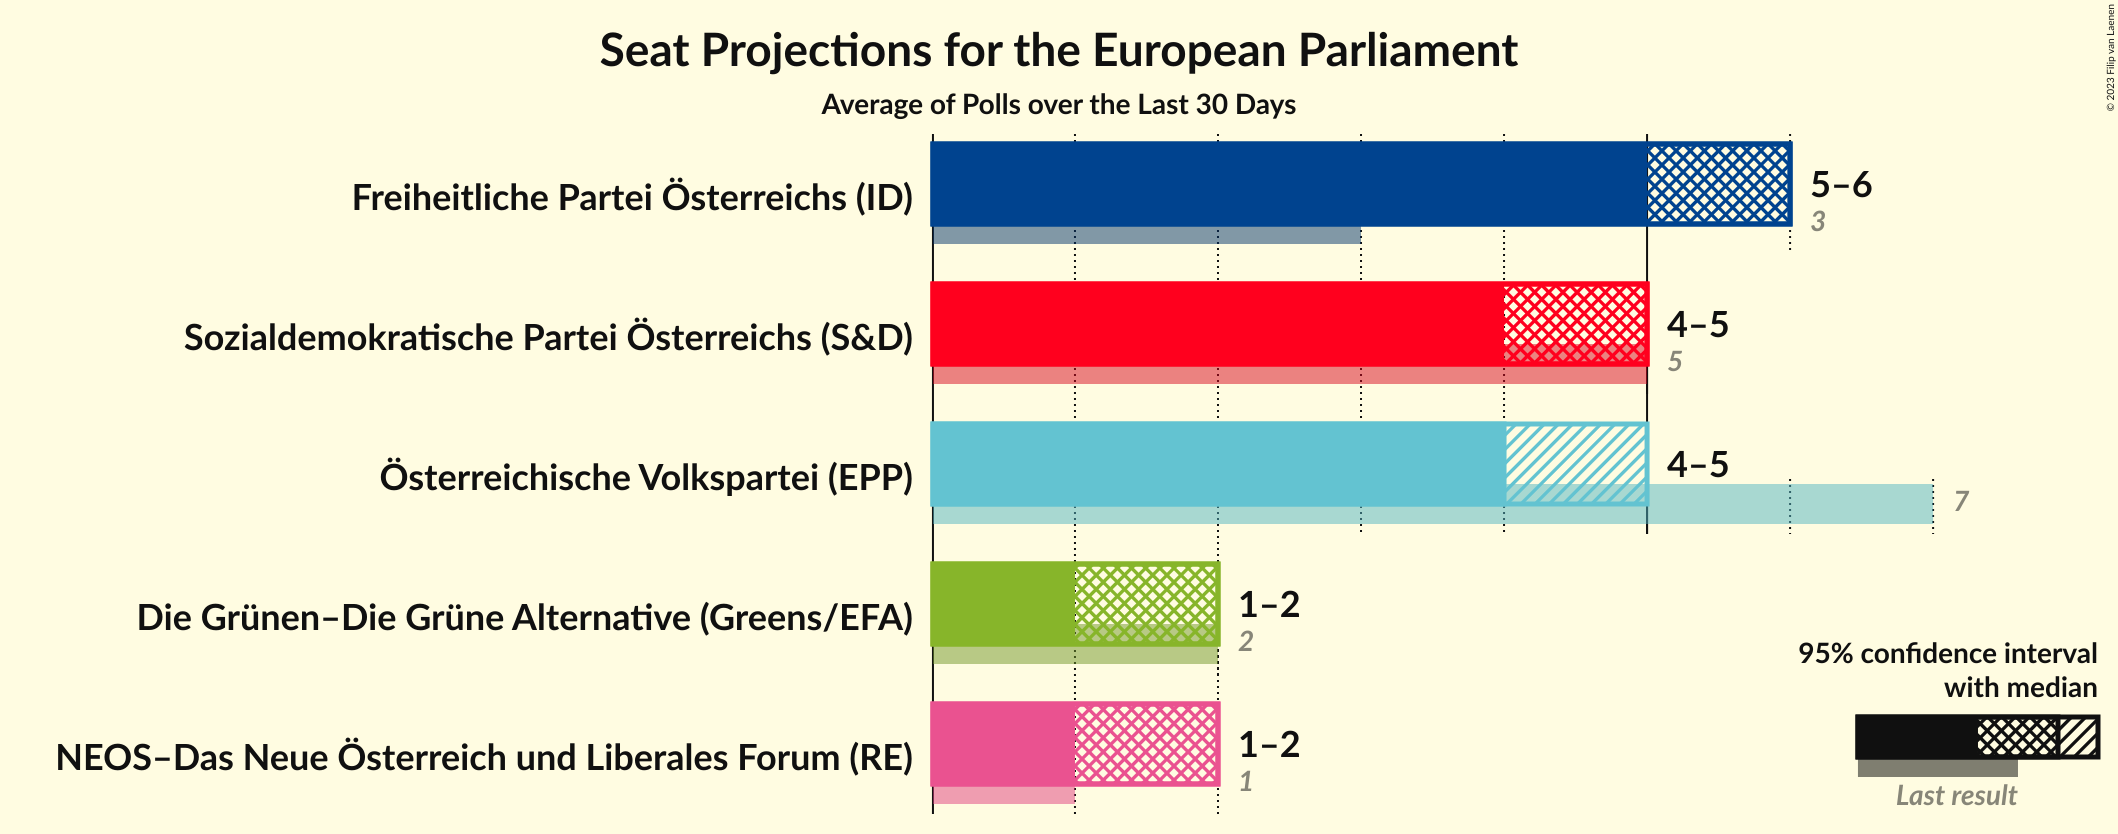 Seat Projections for the European Parliament
Average of Polls over the Last 30 Days
© 2023 Filip van Laenen
Freiheitliche Partei Österreichs (ID)
5–6
3
Sozialdemokratische Partei Österreichs (S&D)
4–5
5
Österreichische Volkspartei (EPP)
4–5
7
Die Grünen–Die Grüne Alternative (Greens/EFA)
1–2
2
NEOS–Das Neue Österreich und Liberales Forum (RE)
1–2
1
95% confidence interval
with median
Last result